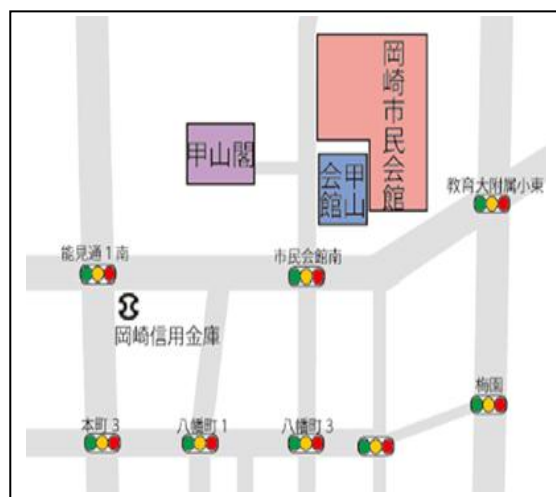 岡崎市民会館
甲山閣
甲山
会館
教育大附属小東
能見通1南
市民会館南
岡崎信用金庫
梅園
本町3
八幡町1
八幡町3